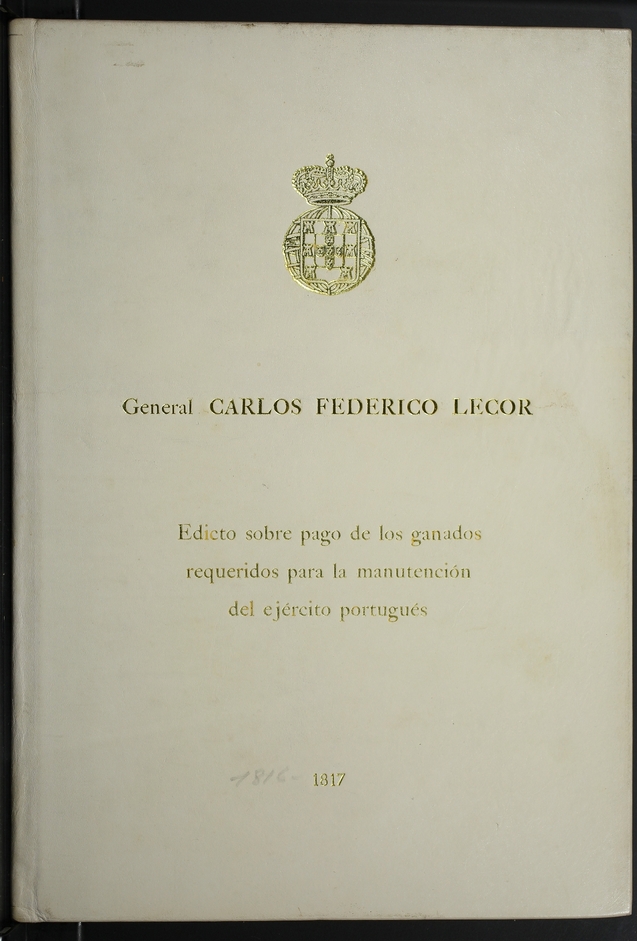 General CARLOS FEDERICO LECOR
Edicto sobre pago de los ganados
requeridos para la manutención
del ejército portugués
1816- 1817